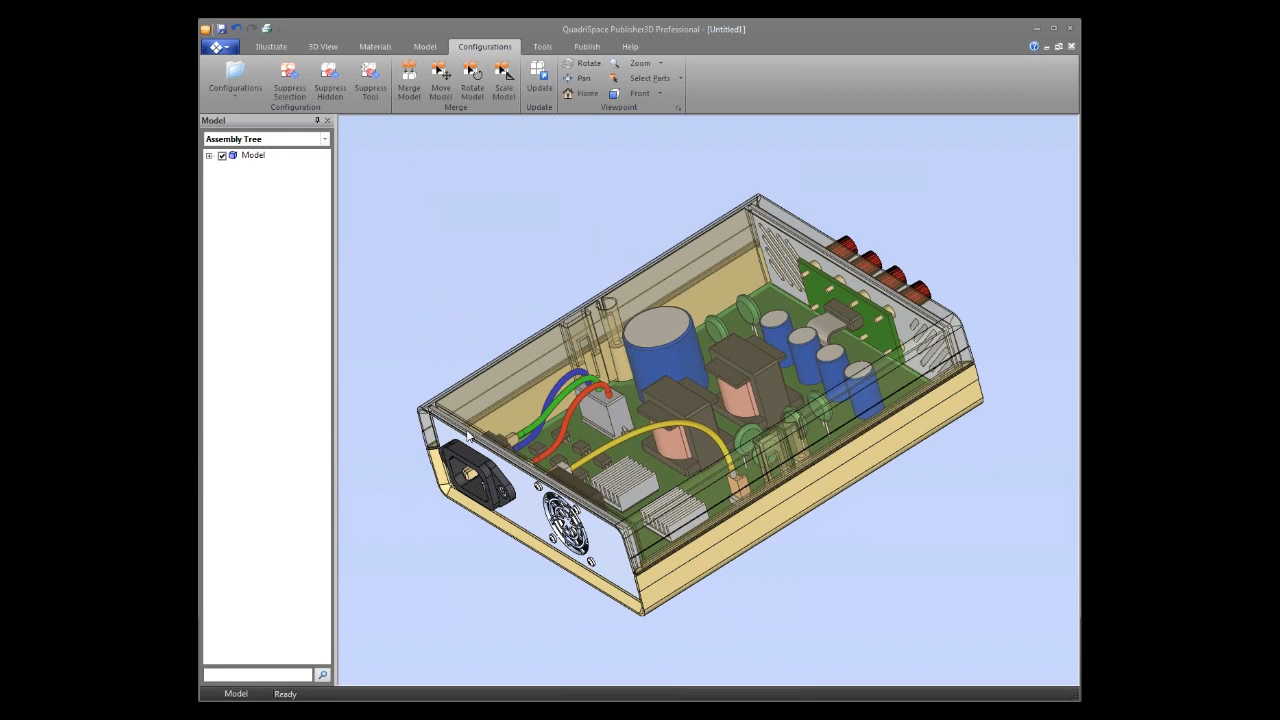 QuadriSpace Publisher3D Professional - [Untitled1]
Illustrate 3D View Materials Model Configurations Tools Publish Help
Configurations Suppress Selection Suppress Hidden Suppress Tool Merge Model Move Model Rotate Model Scale Model Update Rotate Zoom
Pan Select Parts
Home Front
Configuration Merge Update Viewpoint
Model
Assembly Tree
Model
Model Ready